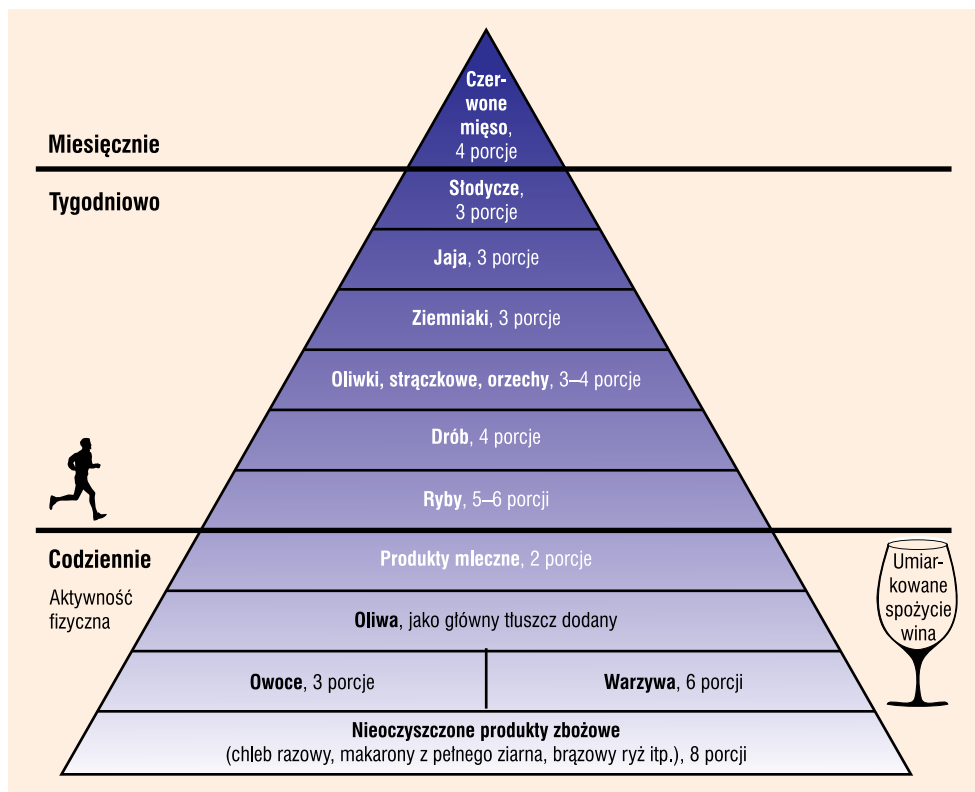 Czer-
wone
mięso,
4 porcje
Miesięcznie
Tygodniowo
Słodycze,
3 porcje
Jaja, 3 porcje
Ziemniaki, 3 porcje
Oliwki, strączkowe, orzechy, 3–4 porcje
Drób, 4 porcje
Ryby, 5–6 porcji
Codziennie
Aktywność
fizyczna
Produkty mleczne, 2 porcje
Oliwa, jako główny tłuszcz dodany
Owoce, 3 porcje
Warzywa, 6 porcji
Nieoczyszczone produkty zbożowe
(chleb razowy, makarony z pełnego ziarna, brązowy ryż itp.), 8 porcji
Umiar-
kowane
spożycie
wina